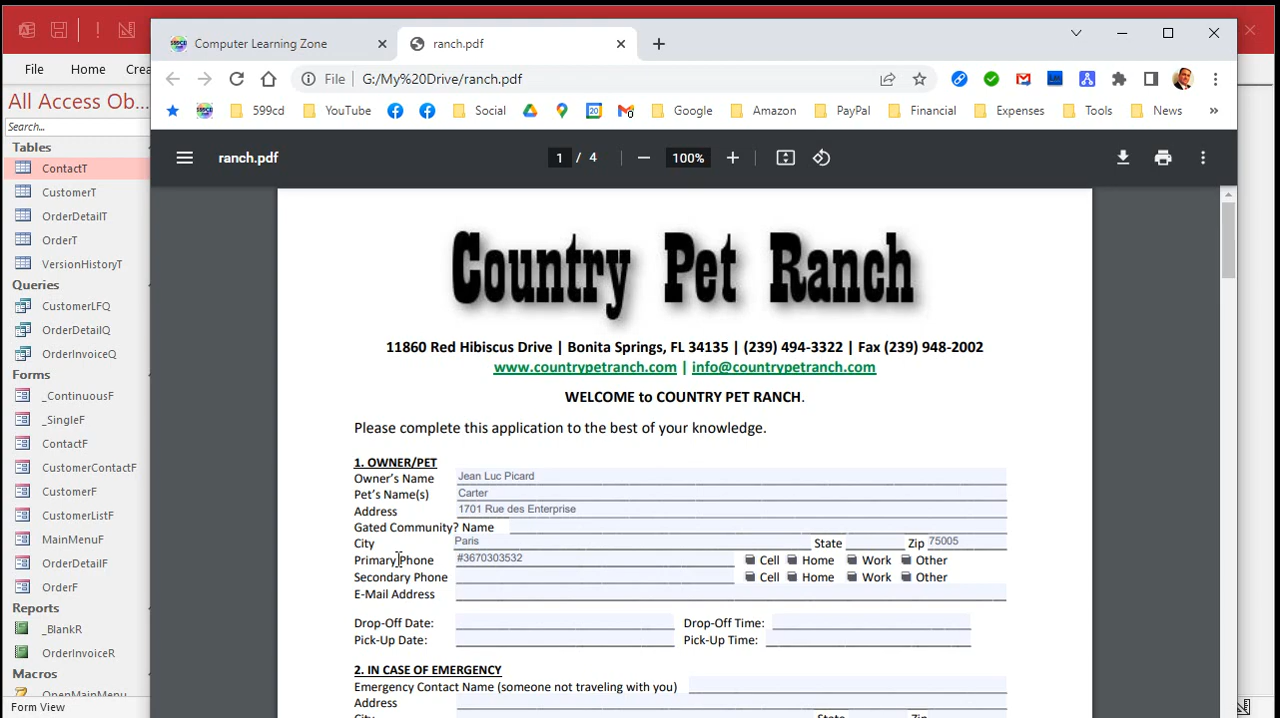 Computer Learning Zone
ranch.pdf
File Home Crea
File G:/My%20Drive/ranch.pdf
All Access Ob...
599cd YouTube Social Google Amazon PayPal Financial Expenses Tools News »
Search...
Tables
ContactT
CustomerT
OrderDetailT
OrderT
VersionHistoryT
Queries
CustomerLFQ
OrderDetailQ
OrderInvoiceQ
Forms
_ContinuousF
_SingleF
ContactF
CustomerContactF
CustomerF
CustomerListF
MainMenuF
OrderDetailF
OrderF
Reports
_BlankR
OrderInvoiceR
Macros
OpenMainMenu
Form View
ranch.pdf 1 / 4 100%
Country Pet Ranch
11860 Red Hibiscus Drive | Bonita Springs, FL 34135 | (239) 494-3322 | Fax (239) 948-2002
www.countrypetranch.com | info@countrypetranch.com
WELCOME to COUNTRY PET RANCH.
Please complete this application to the best of your knowledge.
1. OWNER/PET
Owner's Name Jean Luc Picard
Pet's Name(s) Carter
Address 1701 Rue des Enterprise
Gated Community? Name
City Paris State Zip 75005
Primary Phone #3670303532 Cell Home Work Other
Secondary Phone Cell Home Work Other
E-Mail Address
Drop-Off Date: Drop-Off Time:
Pick-Up Date: Pick-Up Time:
2. IN CASE OF EMERGENCY
Emergency Contact Name (someone not traveling with you)
Address
City State Zip